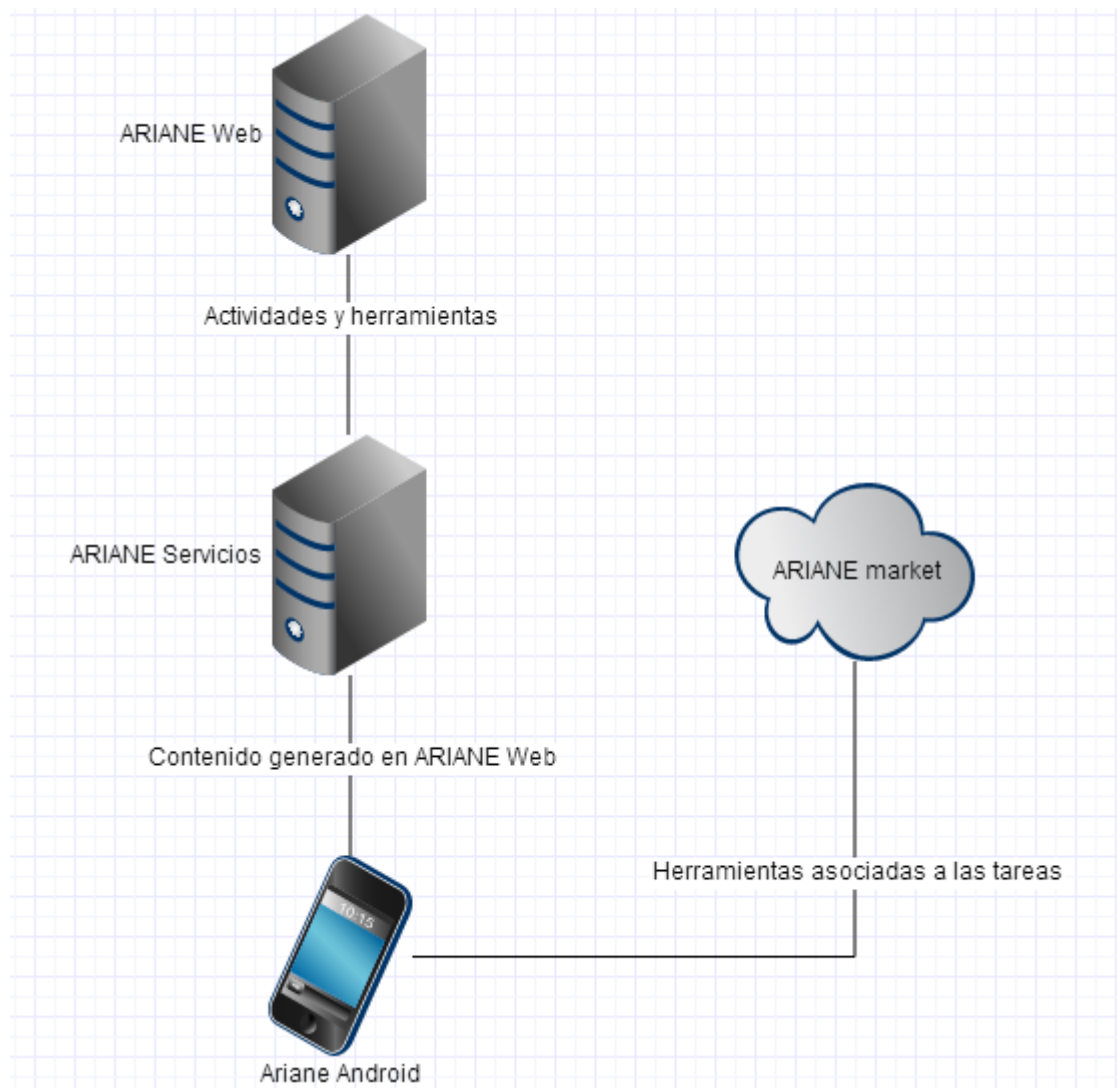 ARIANE Web
Actividades y herramientas
ARIANE Servicios
ARIANE market
Contenido generado en ARIANE Web
Herramientas asociadas a las tareas
10:15
Ariane Android